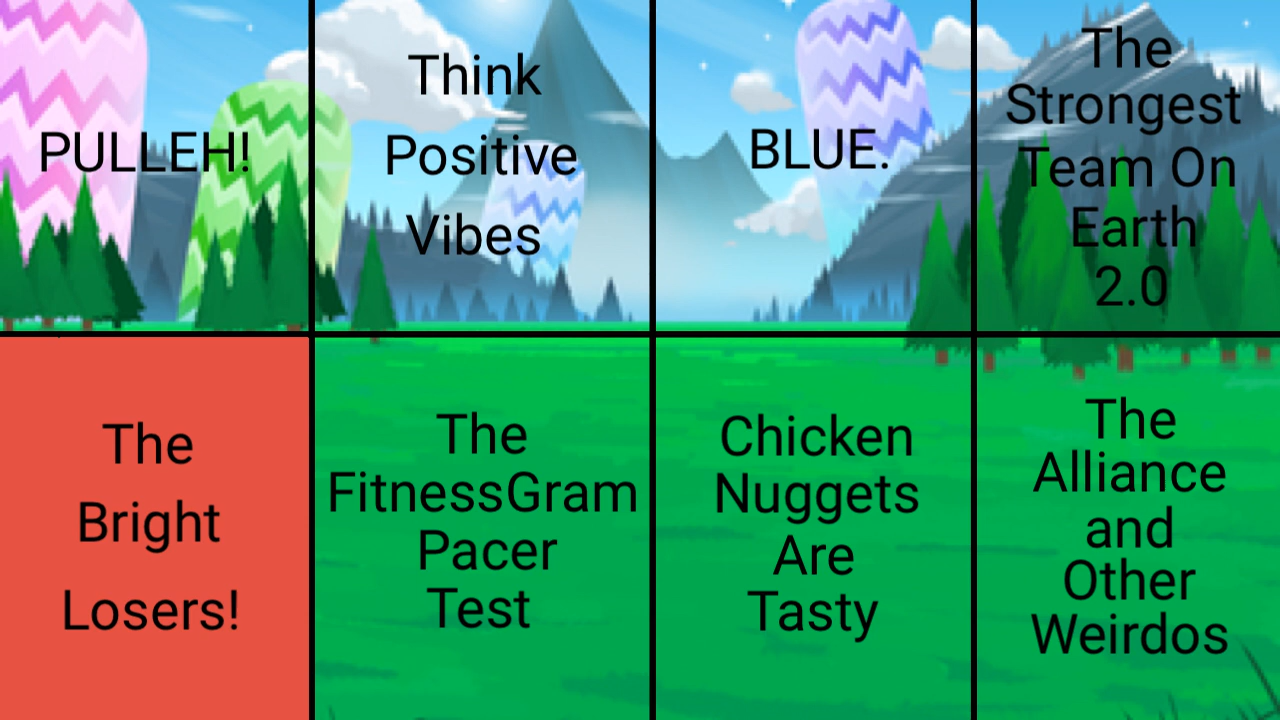 PULLEH!
Think
Positive
Vibes
BLUE.
The
Strongest
Team On
Earth
2.0
The
Bright
Losers!
The
FitnessGram
Pacer
Test
Chicken
Nuggets
Are
Tasty
The
Alliance
and
Other
Weirdos